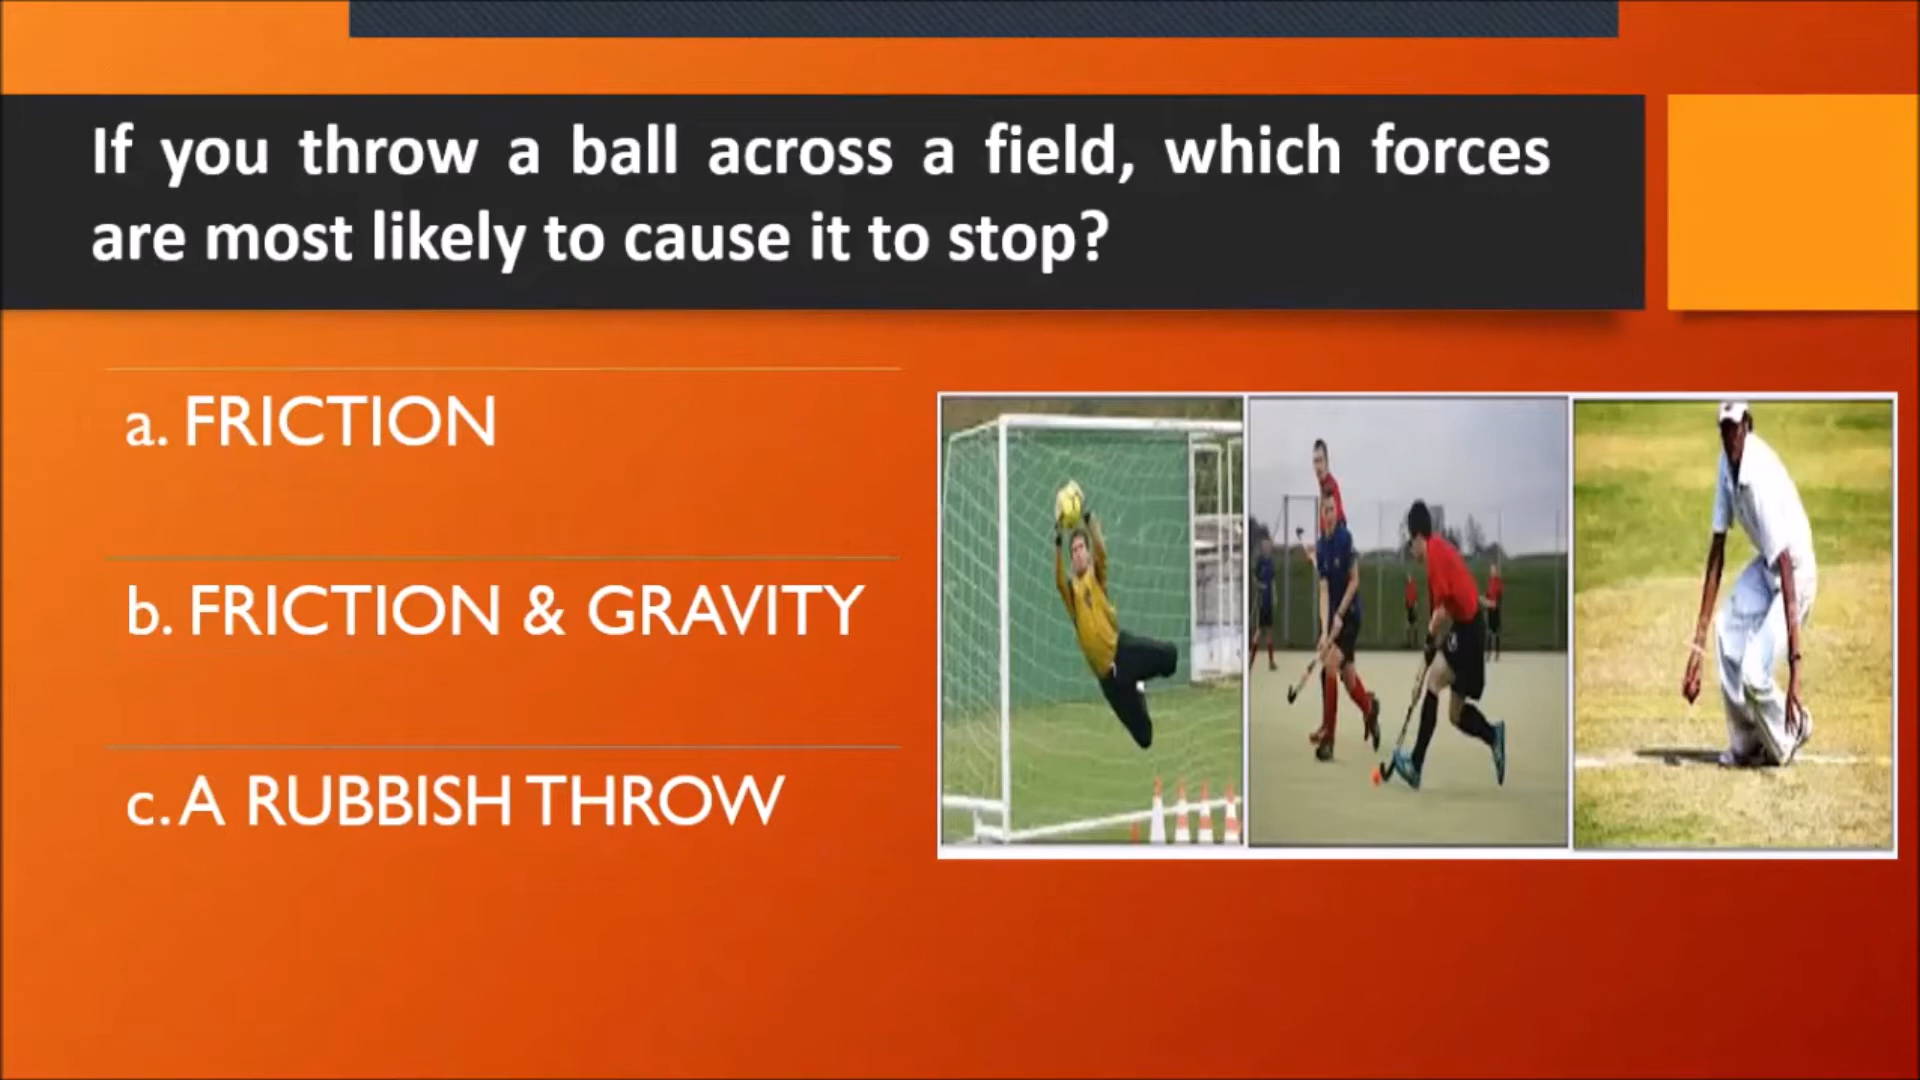 If you throw a ball across a field, which forces
are most likely to cause it to stop?
a. FRICTION
b. FRICTION & GRAVITY
c. A RUBBISH THROW